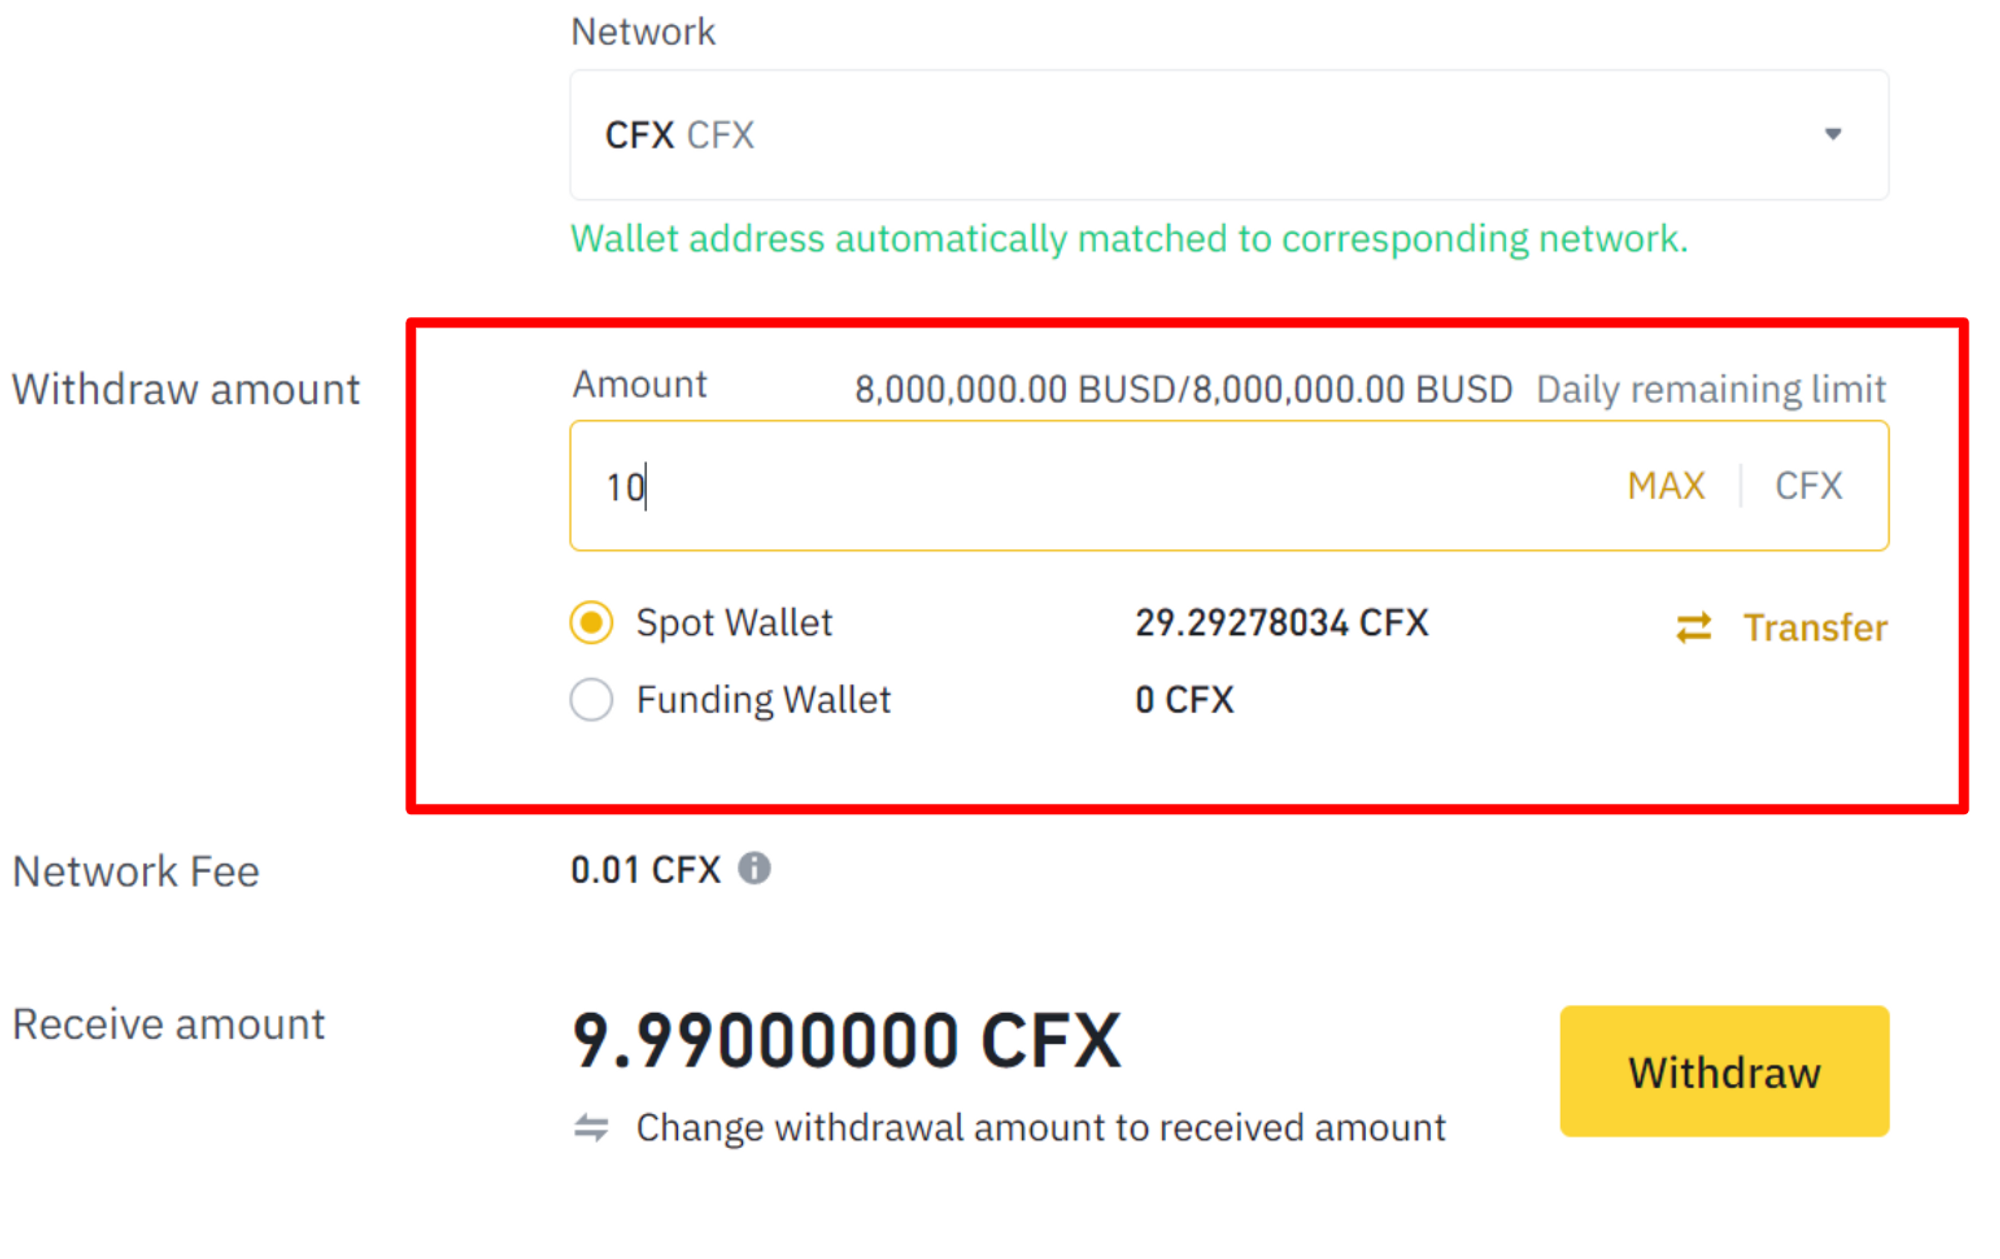 Network
CFX CFX
Wallet address automatically matched to corresponding network.
Withdraw amount
Amount 8,000,000.00 BUSD/8,000,000.00 BUSD Daily remaining limit
10 MAX CFX
Spot Wallet 29.29278034 CFX Transfer
Funding Wallet 0 CFX
Network Fee 0.01 CFX
Receive amount 9.99000000 CFX
Withdraw
Change withdrawal amount to received amount